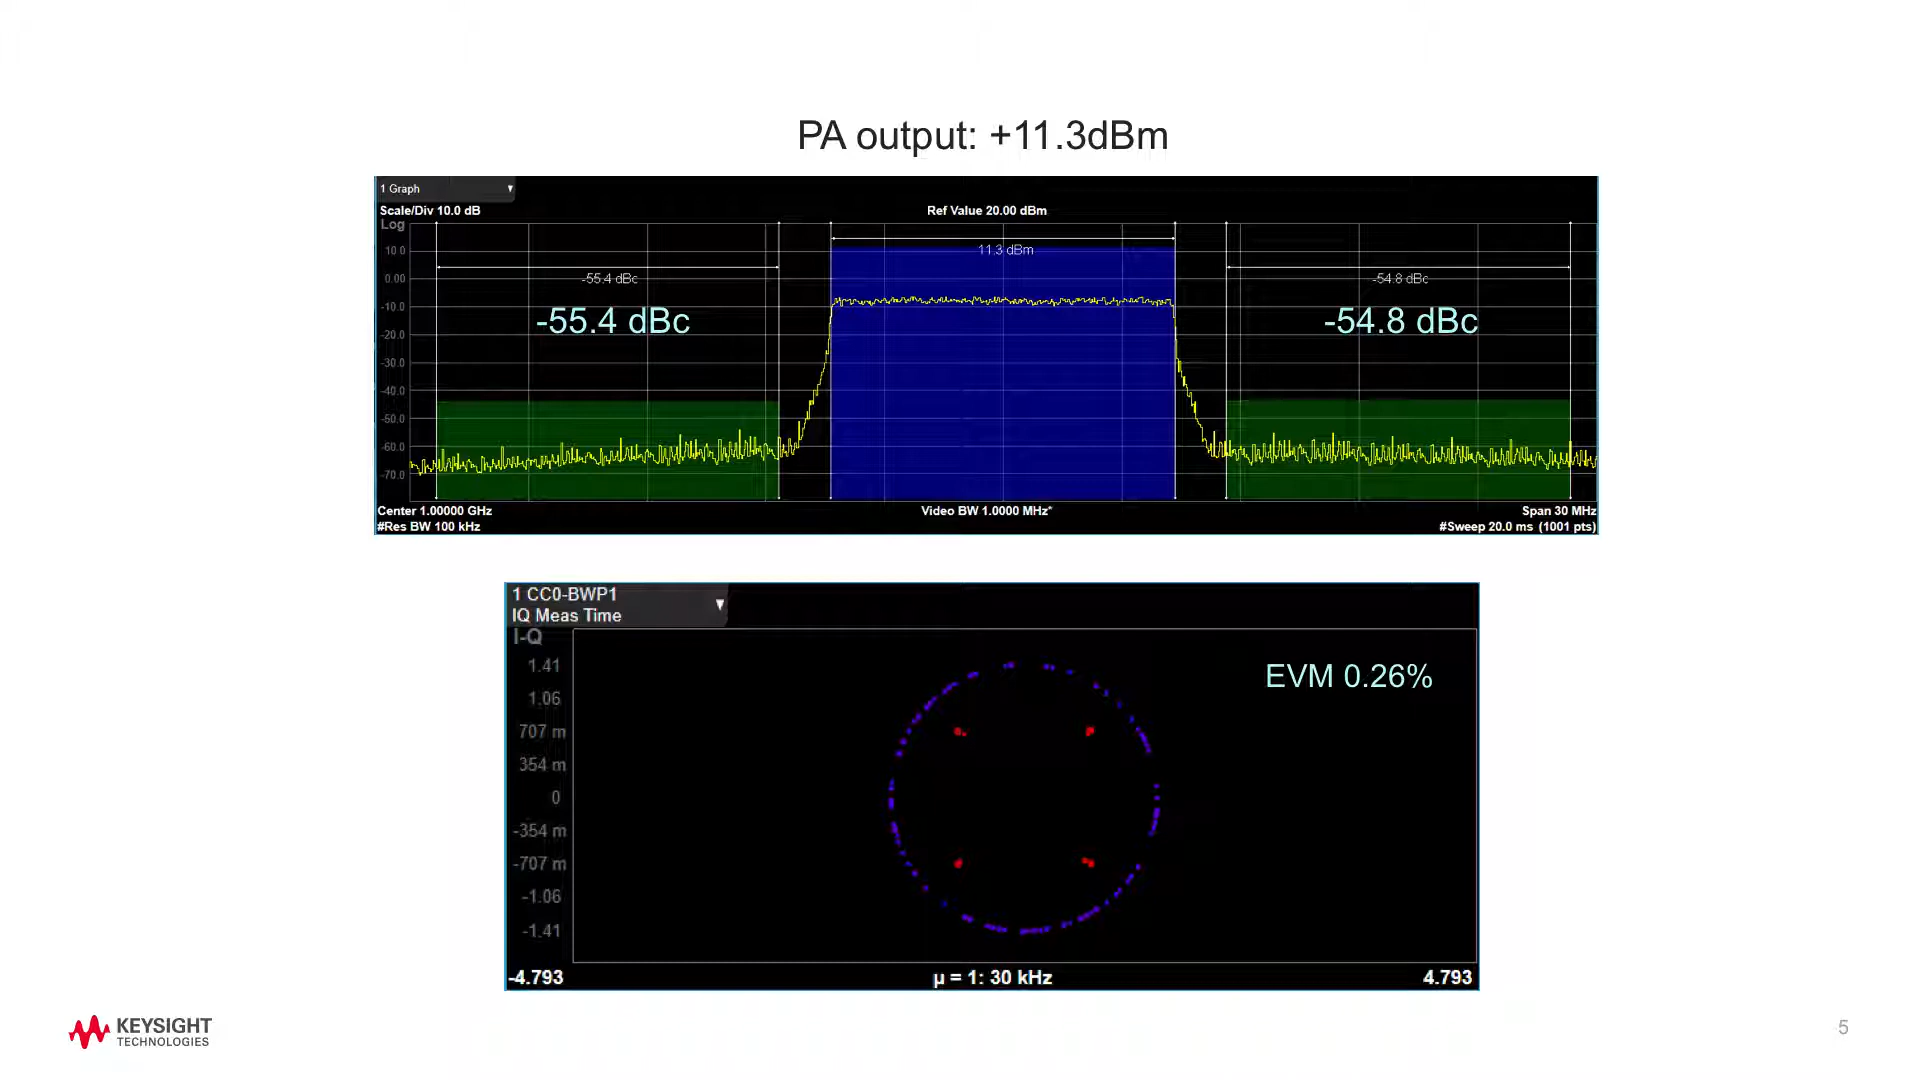 PA output: +11.3dBm
1 Graph
Scale/Div 10.0 dB
Ref Value 20.00 dBm
Log
10.0
0.00
-10.0
-20.0
-30.0
-40.0
-50.0
-60.0
-70.0
11.3 dBm
-55.4 dBc
-54.8 dBc
-55.4 dBc
-54.8 dBc
Center 1.00000 GHz
Video BW 1.0000 MHz*
Span 30 MHz
#Res BW 100 kHz
#Sweep 20.0 ms (1001 pts)
1 CC0-BWP1
IQ Meas Time
I-Q
1.41
1.06
707 m
354 m
0
-354 m
-707 m
-1.06
-1.41
EVM 0.26%
-4.793
µ = 1: 30 kHz
4.793
KEYSIGHT
TECHNOLOGIES
5